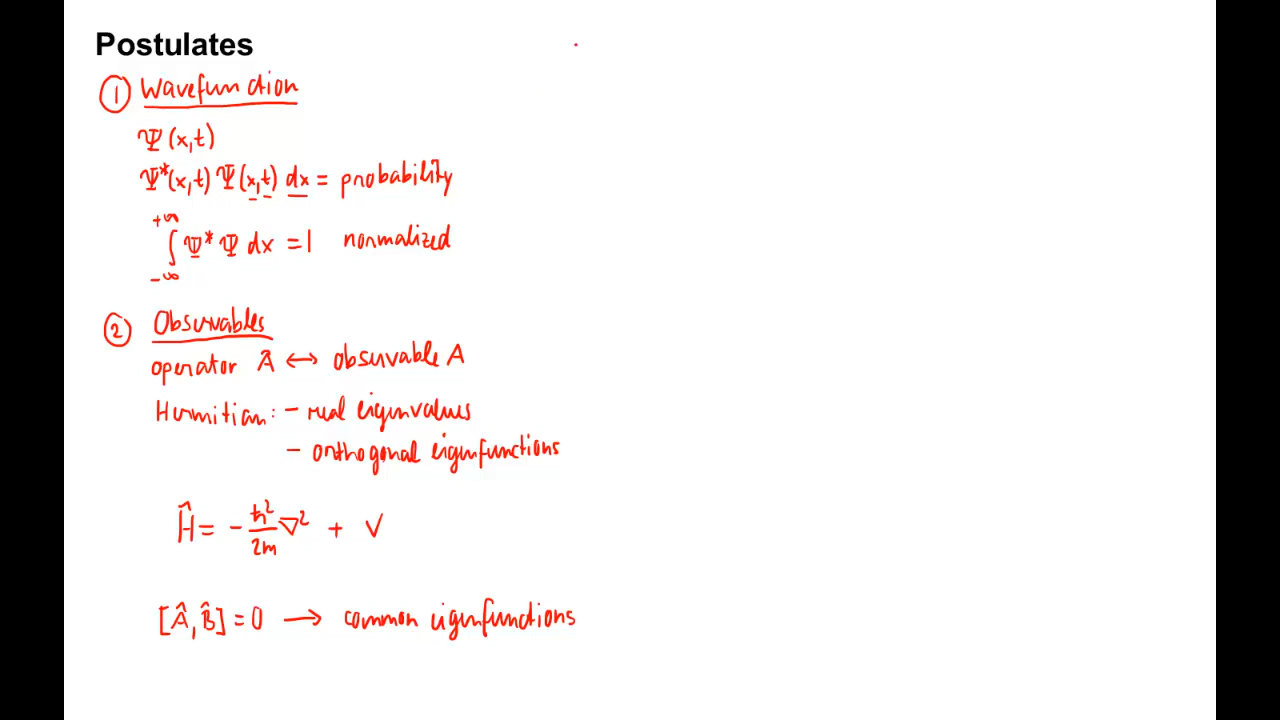 Postulates
① Wavefunction
Ψ(x,t)
Ψ*(x,t) Ψ(x,t) dx = probability
∫_{-∞}^{+∞} Ψ* Ψ dx = 1 normalized
② Observables
operator Â ↔ observable A
Hermitian: - real eigenvalues
- orthogonal eigenfunctions
Ĥ = - ħ²/2m ∇² + V
[Â, B̂] = 0 → common eigenfunctions